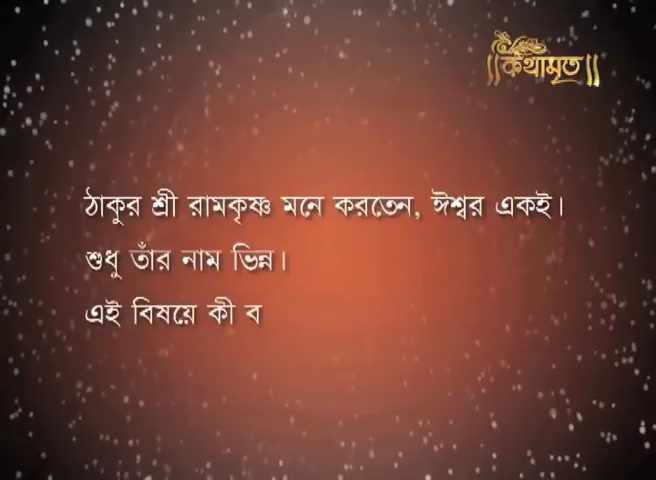 ॥কথামৃত॥
ঠাকুর শ্রী রামকৃষ্ণ মনে করতেন, ঈশ্বর একই।
শুধু তাঁর নাম ভিন্ন।
এই বিষয়ে কী ব